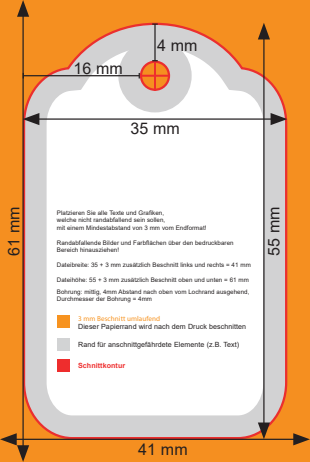 4 mm
16 mm
35 mm
61 mm
55 mm
Platzieren Sie alle Texte und Grafiken,
welche nicht randabfallend sein sollen,
mit einem Mindestabstand von 3 mm vom Endformat!
Randabfallende Bilder und Farbflächen über den bedruckbaren
Bereich hinausziehen!
Dateibreite: 35 + 3 mm zusätzlich Beschnitt links und rechts = 41 mm
Dateihöhe: 55 + 3 mm zusätzlich Beschnitt oben und unten = 61 mm
Bohrung: mittig, 4mm Abstand nach oben vom Lochrand ausgehend,
Durchmesser der Bohrung = 4mm
3 mm Beschnitt umlaufend
Dieser Papierrand wird nach dem Druck beschnitten
Rand für anschnittgefährdete Elemente (z.B. Text)
Schnittkontur
41 mm